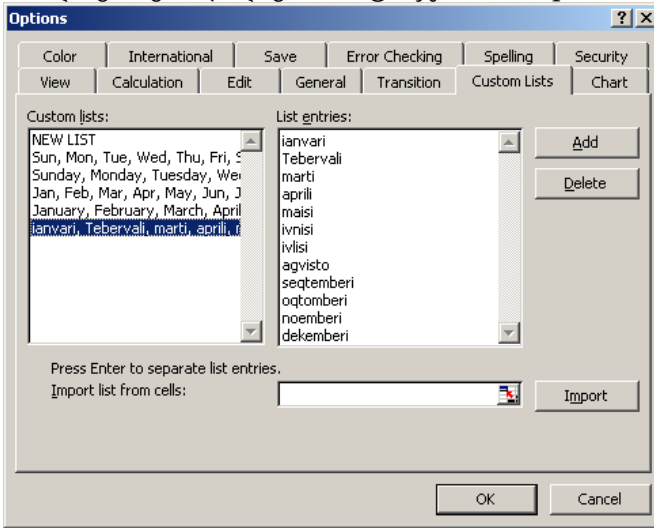 Options
Color International Save Error Checking Spelling Security
View Calculation Edit General Transition Custom Lists Chart
Custom lists:
NEW LIST
Sun, Mon, Tue, Wed, Thu, Fri, S
Sunday, Monday, Tuesday, We
Jan, Feb, Mar, Apr, May, Jun, J
January, February, March, April
ianvari, Tebervali, marti, aprili, m
List entries:
ianvari
Tebervali
marti
aprili
maisi
ivnisi
ivlisi
agvisto
seqtemberi
oqtomberi
noemberi
dekemberi
Add
Delete
Press Enter to separate list entries.
Import list from cells:
Import
OK Cancel